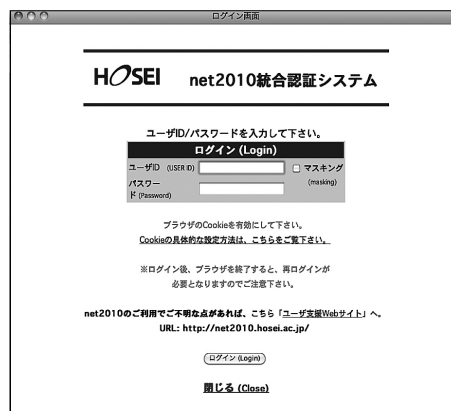 ログイン画面
HOSEI net2010統合認証システム
ユーザID/パスワードを入力して下さい。
ログイン (Login)
ユーザID (USER ID) マスキング
(masking)
パスワー
ド (Password)
ブラウザのCookieを有効にして下さい。
Cookieの具体的な設定方法は、こちらをご覧下さい。
※ログイン後、ブラウザを終了すると、再ログインが
必要となりますのでご注意下さい。
net2010のご利用でご不明な点があれば、こちら「ユーザ支援Webサイト」へ。
URL: http://net2010.hosei.ac.jp/
ログイン (Login)
閉じる (Close)